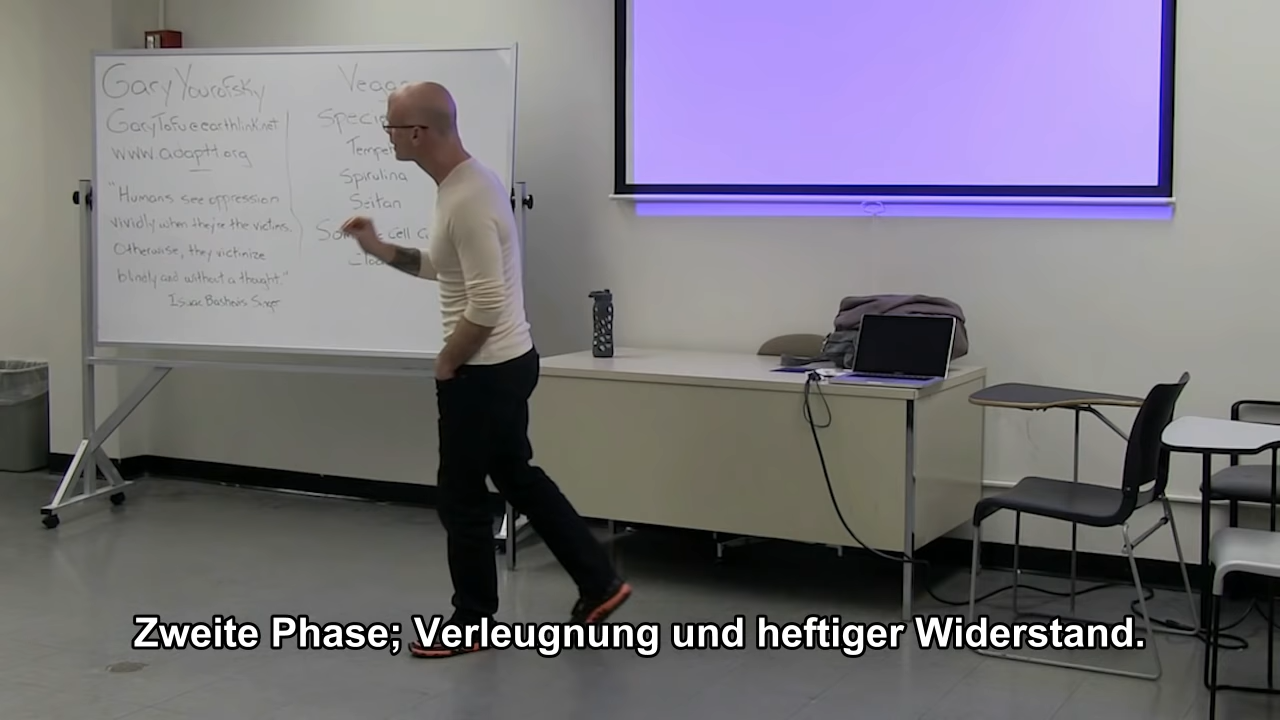 Gary Yourofsky
GaryTofu@earthlink.net
www.adaptt.org
"Humans see oppression
vividly when they're the victims.
Otherwise, they victimize
blindly and without a thought."
Isaac Bashevis Singer
Tempeh
Spirulina
Seitan
cell
Zweite Phase; Verleugnung und heftiger Widerstand.